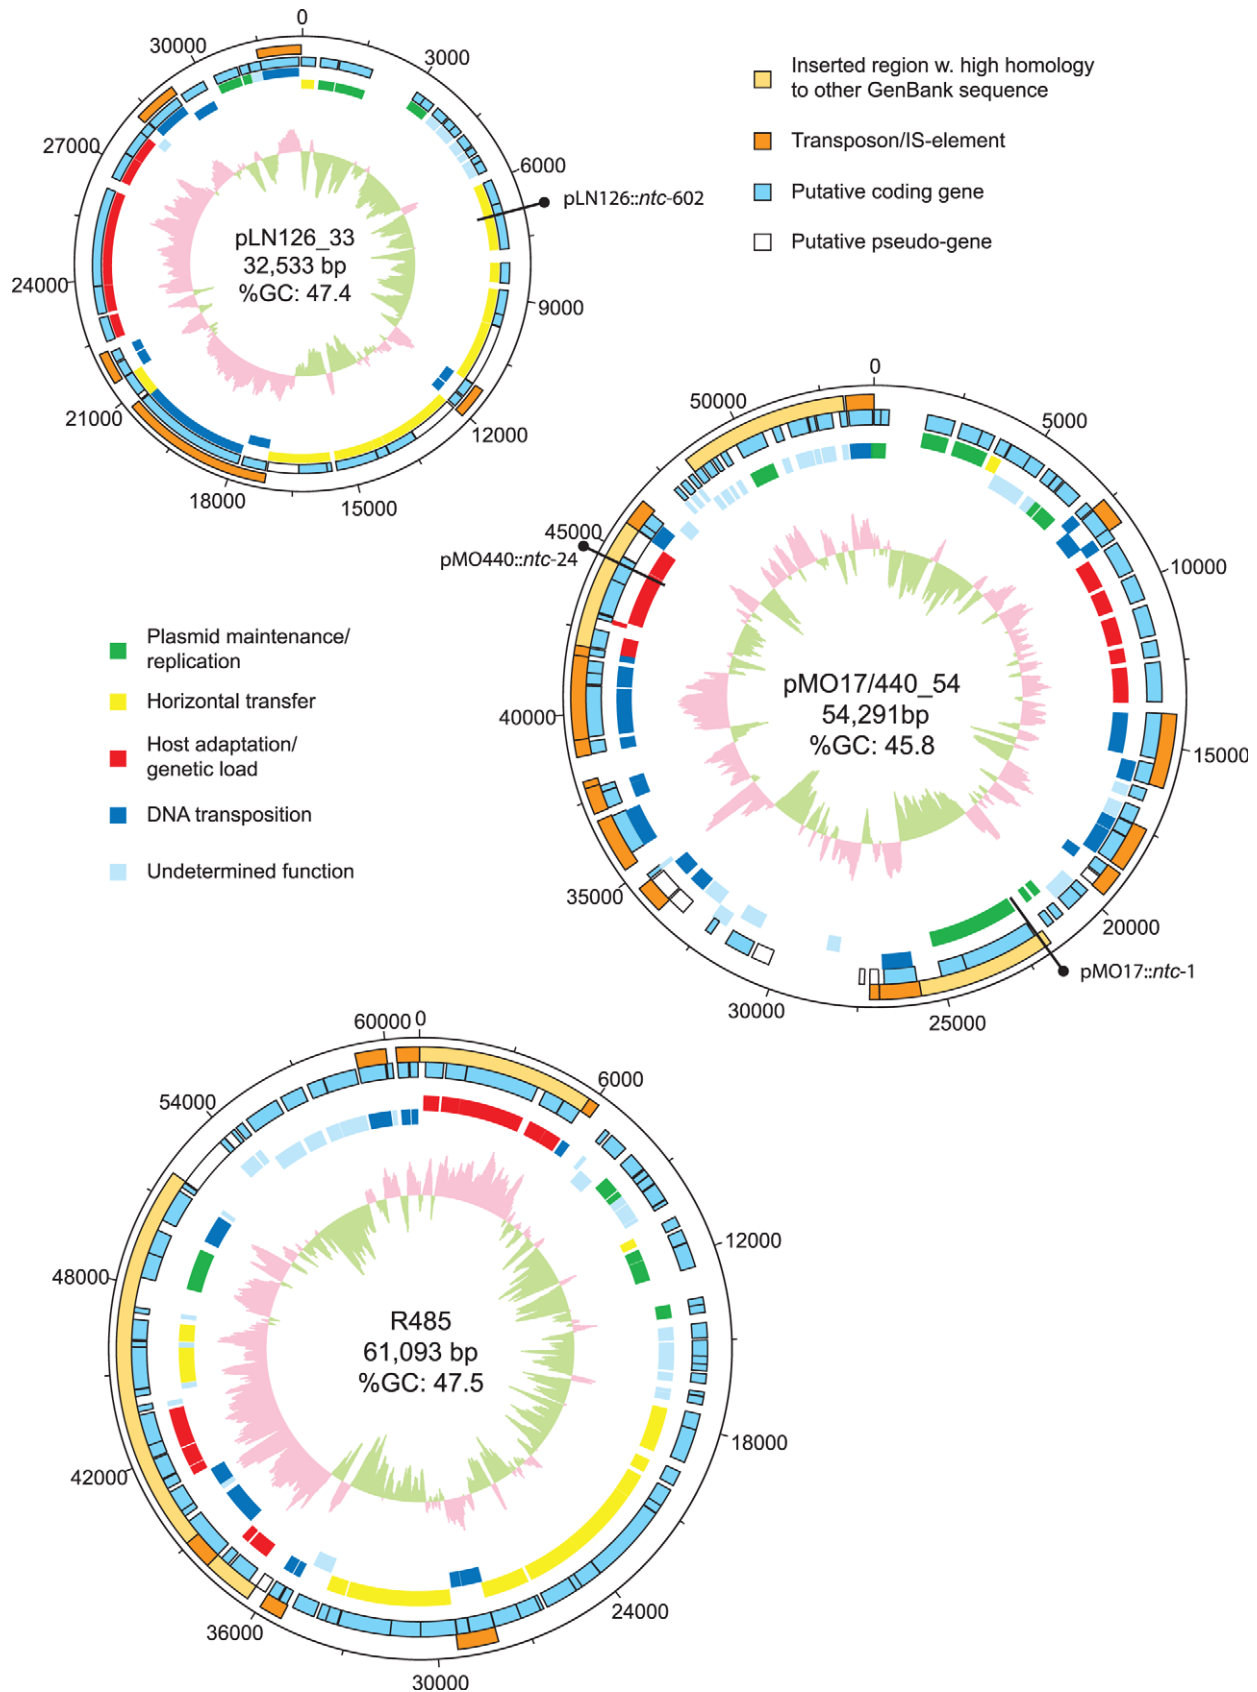 0
3000
6000
9000
12000
15000
18000
21000
24000
27000
30000
pLN126::ntc-602
pLN126_33
32,533 bp
%GC: 47.4
Inserted region w. high homology
to other GenBank sequence
Transposon/IS-element
Putative coding gene
Putative pseudo-gene
0
5000
10000
15000
20000
25000
30000
35000
40000
45000
50000
pMO440::ntc-24
pMO17::ntc-1
pMO17/440_54
54,291bp
%GC: 45.8
Plasmid maintenance/
replication
Horizontal transfer
Host adaptation/
genetic load
DNA transposition
Undetermined function
0
6000
12000
18000
24000
30000
36000
42000
48000
54000
60000
R485
61,093 bp
%GC: 47.5